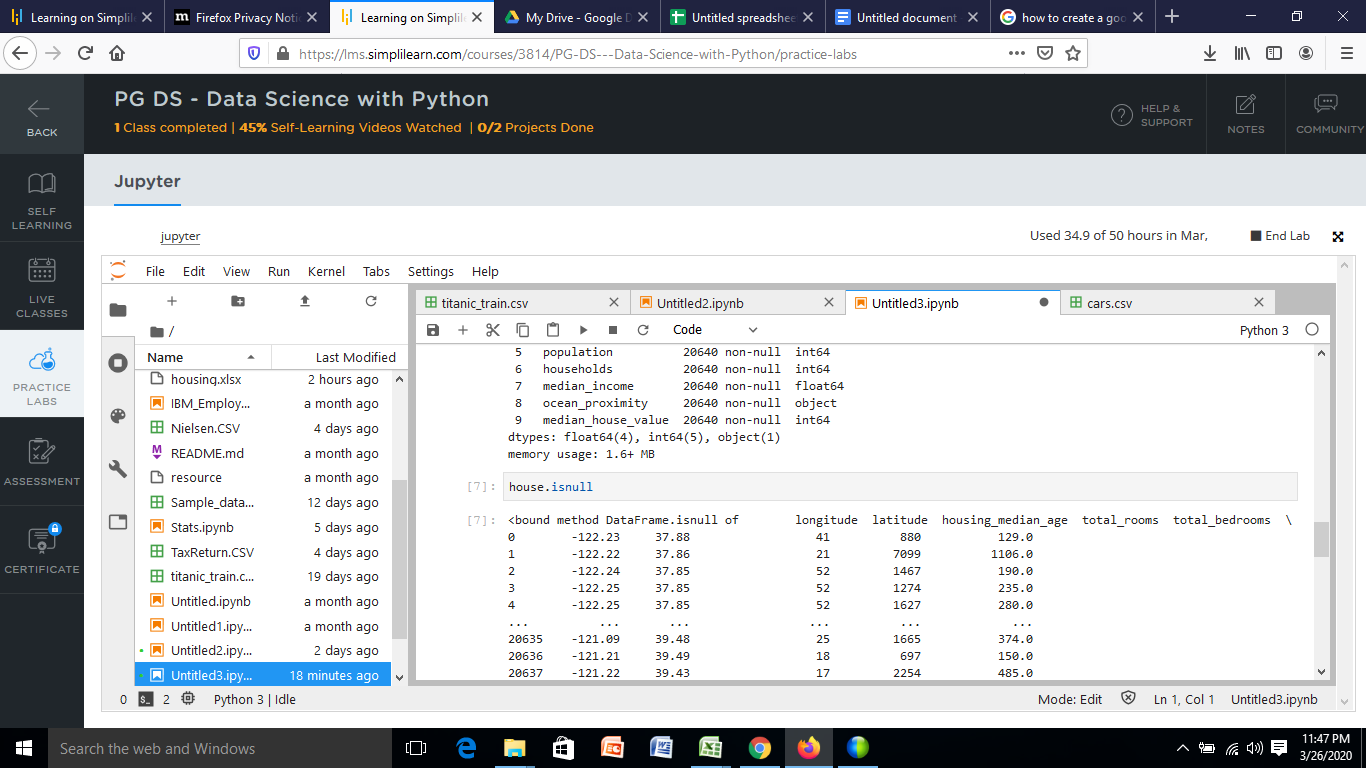 Learning on Simplile
Firefox Privacy Noti
Learning on Simplile
My Drive - Google D
Untitled spreadshee
Untitled document
how to create a goo
https://lms.simplilearn.com/courses/3814/PG-DS---Data-Science-with-Python/practice-labs
BACK
PG DS - Data Science with Python
1 Class completed | 45% Self-Learning Videos Watched | 0/2 Projects Done
HELP & SUPPORT
NOTES
COMMUNITY
SELF LEARNING
LIVE CLASSES
PRACTICE LABS
ASSESSMENT
CERTIFICATE
Jupyter
jupyter
Used 34.9 of 50 hours in Mar,
End Lab
File Edit View Run Kernel Tabs Settings Help
/
Name Last Modified
housing.xlsx 2 hours ago
IBM_Employ... a month ago
Nielsen.CSV 4 days ago
README.md a month ago
resource a month ago
Sample_data... 12 days ago
Stats.ipynb 5 days ago
TaxReturn.CSV 4 days ago
titanic_train.c... 19 days ago
Untitled.ipynb a month ago
Untitled1.ipy... a month ago
Untitled2.ipy... 2 days ago
Untitled3.ipy... 18 minutes ago
titanic_train.csv Untitled2.ipynb Untitled3.ipynb cars.csv
Code Python 3
5 population 20640 non-null int64
6 households 20640 non-null int64
7 median_income 20640 non-null float64
8 ocean_proximity 20640 non-null object
9 median_house_value 20640 non-null int64
dtypes: float64(4), int64(5), object(1)
memory usage: 1.6+ MB
[7]: house.isnull
[7]: <bound method DataFrame.isnull of longitude latitude housing_median_age total_rooms total_bedrooms \
0 -122.23 37.88 41 880 129.0
1 -122.22 37.86 21 7099 1106.0
2 -122.24 37.85 52 1467 190.0
3 -122.25 37.85 52 1274 235.0
4 -122.25 37.85 52 1627 280.0
... ... ... ... ... ...
20635 -121.09 39.48 25 1665 374.0
20636 -121.21 39.49 18 697 150.0
20637 -121.22 39.43 17 2254 485.0
0 2 Python 3 | Idle Mode: Edit Ln 1, Col 1 Untitled3.ipynb
Search the web and Windows
11:47 PM
3/26/2020